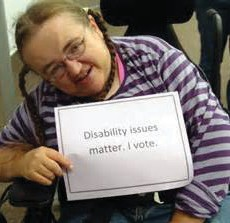 Disability issues
matter. I vote.